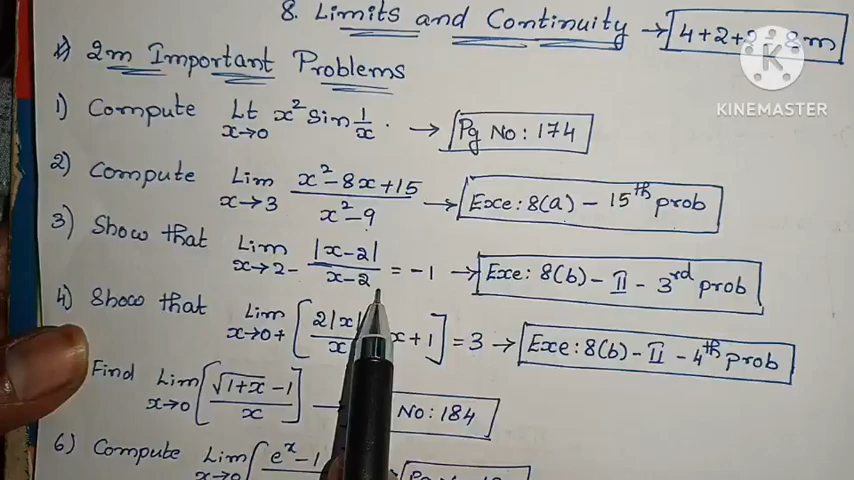 8. Limits and Continuity → 4+2+ 8m
K
KINEMASTER
*) 2m Important Problems
1) Compute Lt x→0 x² sin 1/x . → Pg No: 174
2) Compute Lim x→3 (x²-8x+15)/(x²-9) → Exe: 8(a) - 15th prob
3) Show that Lim x→2- |x-2|/(x-2) = -1 → Exe: 8(b) - II - 3rd prob
4) Show that Lim x→0+ [2|x|/x x+1] = 3 → Exe: 8(b) - II - 4th prob
Find Lim x→0 [(√(1+x) -1)/x] → No: 184
6) Compute Lim x→0 [eˣ-1